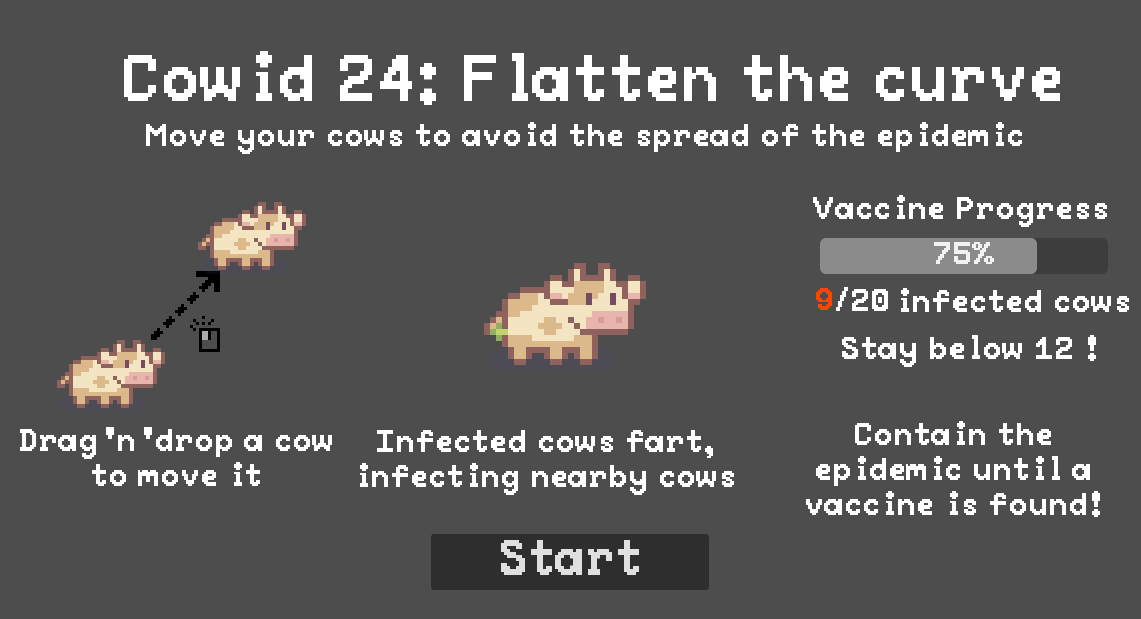 Cowid 24: Flatten the curve
Move your cows to avoid the spread of the epidemic
Drag'n'drop a cow
to move it
Infected cows fart,
infecting nearby cows
Vaccine Progress
75%
9/20 infected cows
Stay below 12 !
Contain the
epidemic until a
vaccine is found!
Start